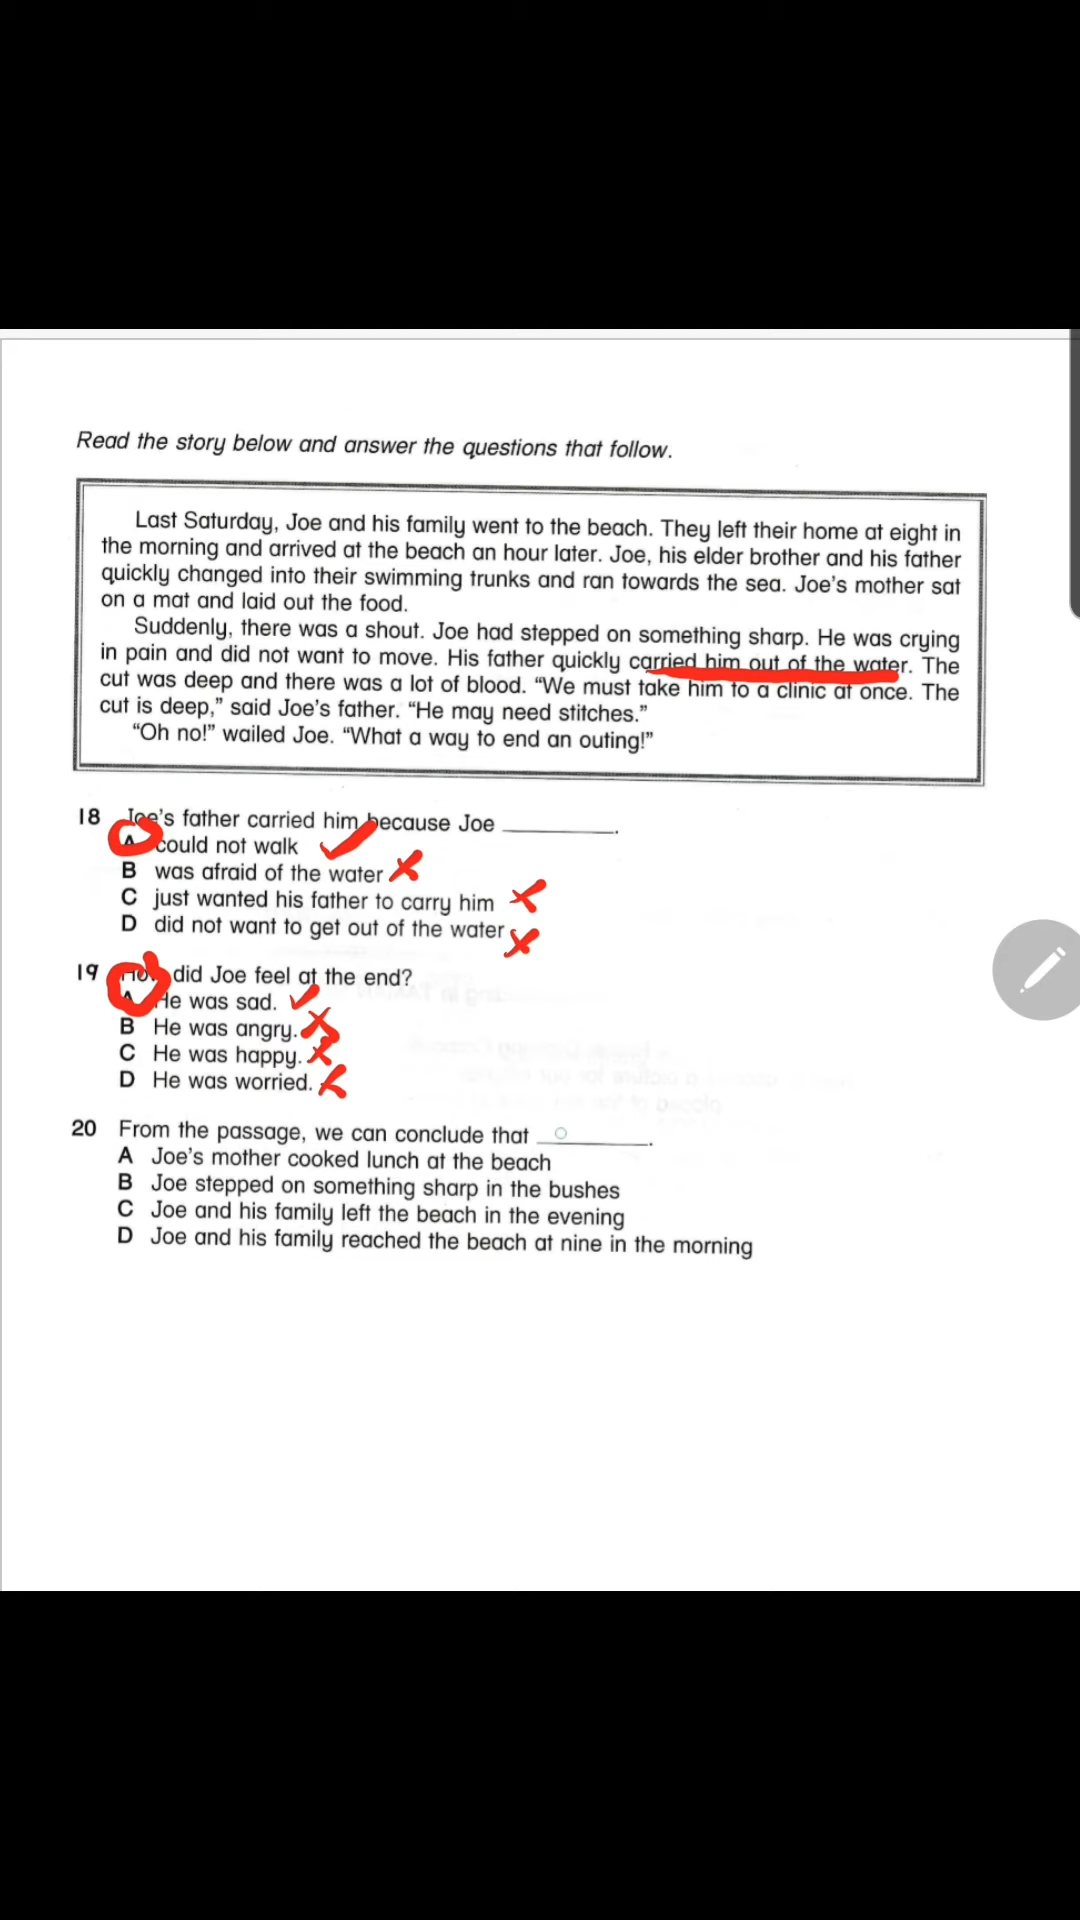 Read the story below and answer the questions that follow.
Last Saturday, Joe and his family went to the beach. They left their home at eight in
the morning and arrived at the beach an hour later. Joe, his elder brother and his father
quickly changed into their swimming trunks and ran towards the sea. Joe's mother sat
on a mat and laid out the food.
Suddenly, there was a shout. Joe had stepped on something sharp. He was crying
in pain and did not want to move. His father quickly carried him out of the water. The
cut was deep and there was a lot of blood. “We must take him to a clinic at once. The
cut is deep,” said Joe's father. “He may need stitches.”
“Oh no!” wailed Joe. “What a way to end an outing!”
18 Joe's father carried him because Joe ________.
A could not walk
B was afraid of the water
C just wanted his father to carry him
D did not want to get out of the water
19 How did Joe feel at the end?
A He was sad.
B He was angry.
C He was happy.
D He was worried.
20 From the passage, we can conclude that ________.
A Joe's mother cooked lunch at the beach
B Joe stepped on something sharp in the bushes
C Joe and his family left the beach in the evening
D Joe and his family reached the beach at nine in the morning